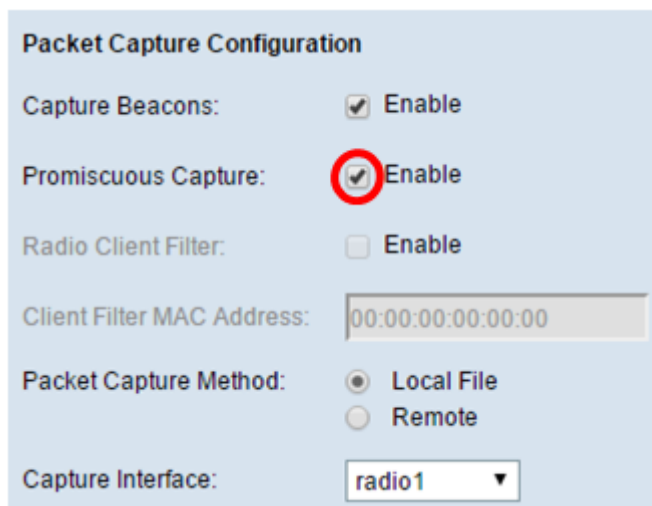 Packet Capture Configuration
Capture Beacons: Enable
Promiscuous Capture: Enable
Radio Client Filter: Enable
Client Filter MAC Address: 00:00:00:00:00:00
Packet Capture Method: Local File
Remote
Capture Interface: radio1